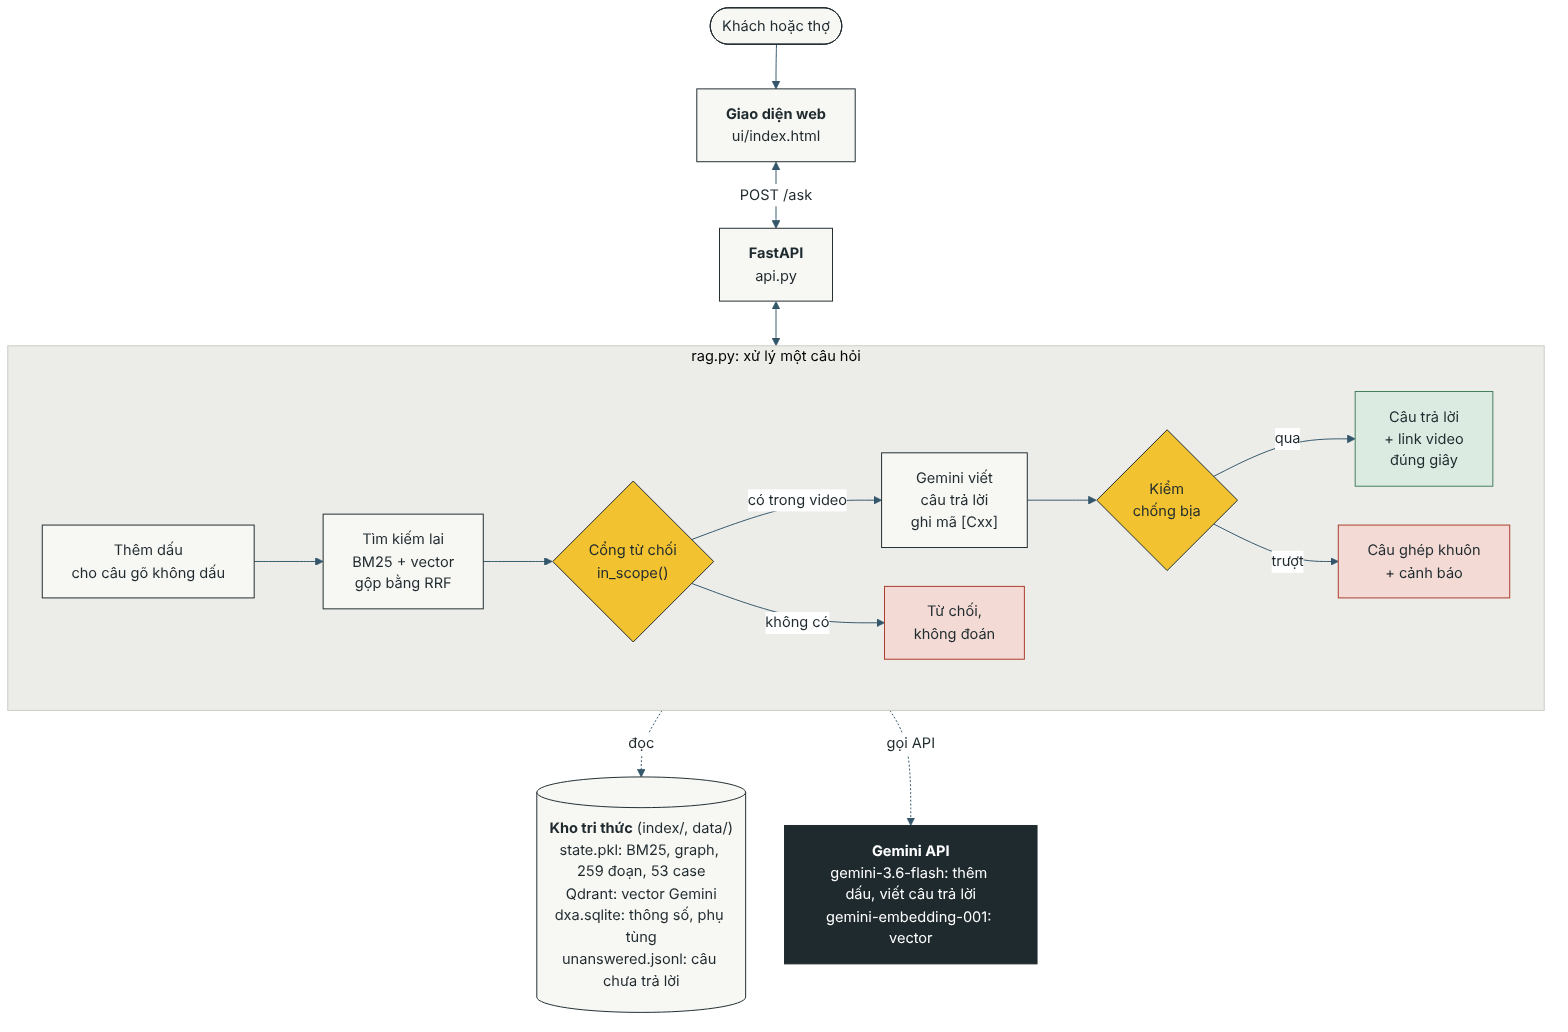 Khách hoặc thợ
Giao diện web
ui/index.html
POST /ask
FastAPI
api.py
rag.py: xử lý một câu hỏi
Thêm dấu
cho câu gõ không dấu
Tìm kiếm lai
BM25 + vector
gộp bằng RRF
Cổng từ chối
in_scope()
có trong video
không có
Gemini viết
câu trả lời
ghi mã [Cxx]
Từ chối,
không đoán
Kiểm
chống bịa
qua
trượt
Câu trả lời
+ link video
đúng giây
Câu ghép khuôn
+ cảnh báo
đọc
gọi API
Kho tri thức (index/, data/)
state.pkl: BM25, graph,
259 đoạn, 53 case
Qdrant: vector Gemini
dxa.sqlite: thông số, phụ
tùng
unanswered.jsonl: câu
chưa trả lời
Gemini API
gemini-3.6-flash: thêm
dấu, viết câu trả lời
gemini-embedding-001:
vector